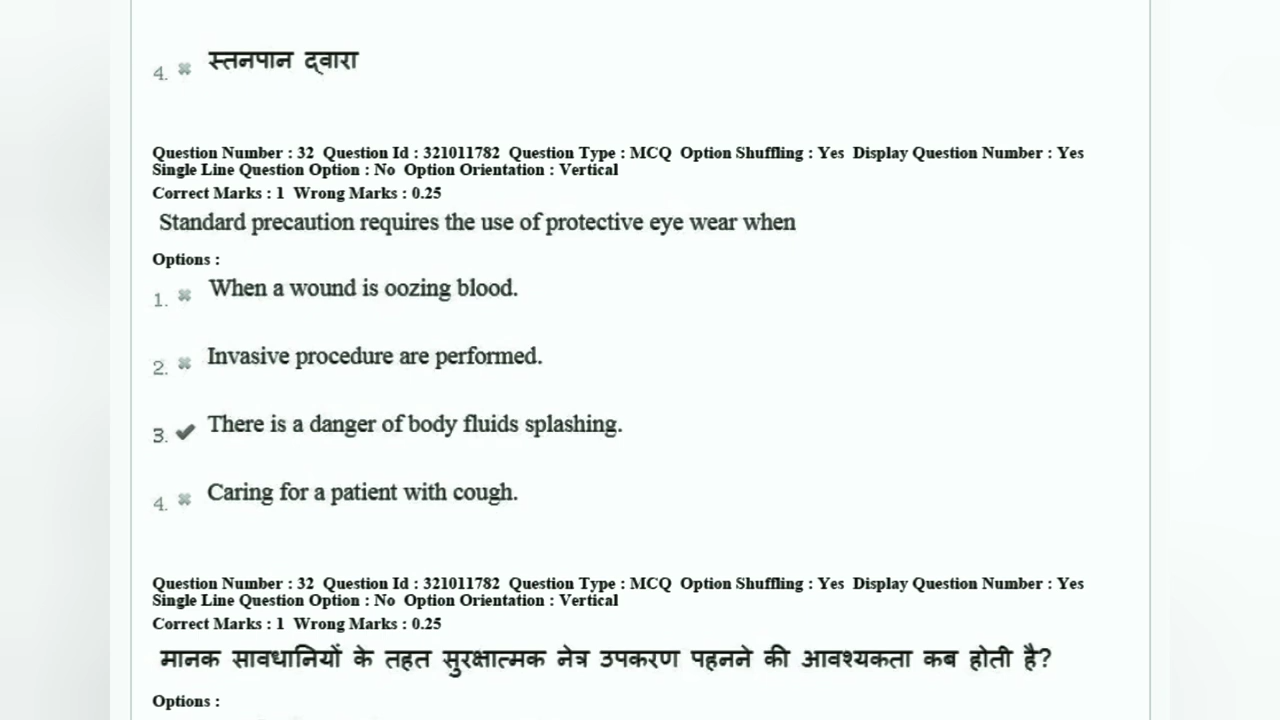 4. स्तनपान द्वारा
Question Number : 32 Question Id : 321011782 Question Type : MCQ Option Shuffling : Yes Display Question Number : Yes
Single Line Question Option : No Option Orientation : Vertical
Correct Marks : 1 Wrong Marks : 0.25
Standard precaution requires the use of protective eye wear when
Options :
1. When a wound is oozing blood.
2. Invasive procedure are performed.
3. There is a danger of body fluids splashing.
4. Caring for a patient with cough.
Question Number : 32 Question Id : 321011782 Question Type : MCQ Option Shuffling : Yes Display Question Number : Yes
Single Line Question Option : No Option Orientation : Vertical
Correct Marks : 1 Wrong Marks : 0.25
मानक सावधानियों के तहत सुरक्षात्मक नेत्र उपकरण पहनने की आवश्यकता कब होती है?
Options :